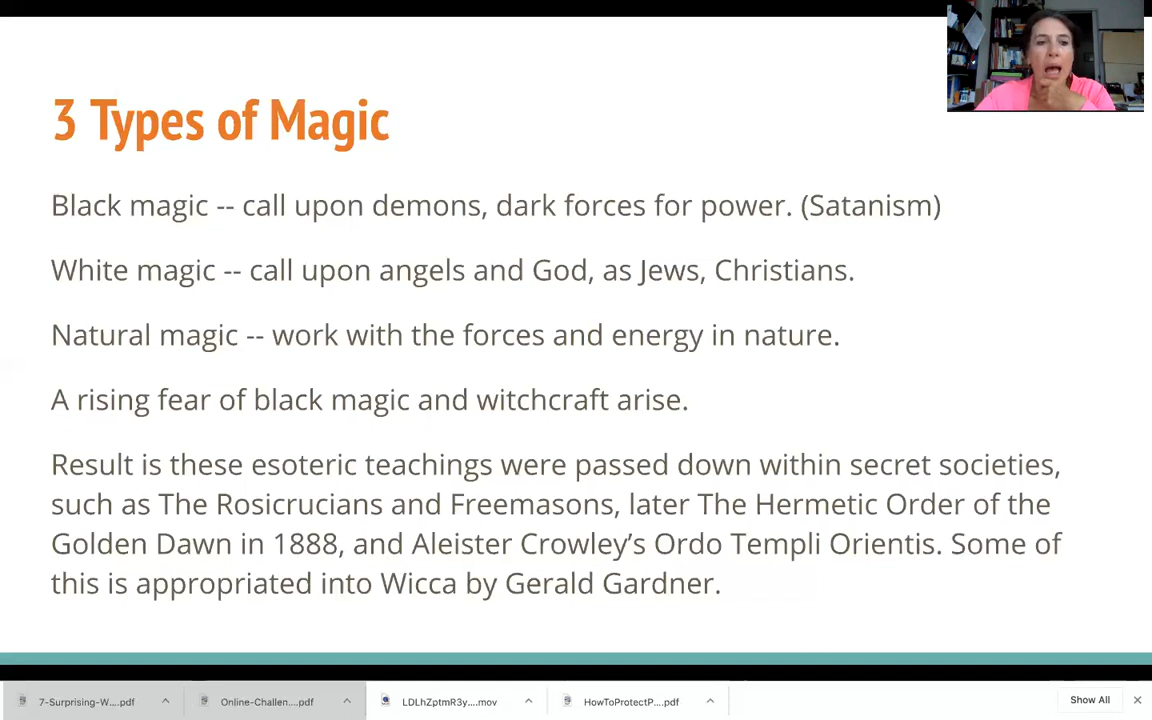 3 Types of Magic
Black magic -- call upon demons, dark forces for power. (Satanism)
White magic -- call upon angels and God, as Jews, Christians.
Natural magic -- work with the forces and energy in nature.
A rising fear of black magic and witchcraft arise.
Result is these esoteric teachings were passed down within secret societies,
such as The Rosicrucians and Freemasons, later The Hermetic Order of the
Golden Dawn in 1888, and Aleister Crowley’s Ordo Templi Orientis. Some of
this is appropriated into Wicca by Gerald Gardner.
7-Surprising-W....pdf Online-Challen....pdf LDLhZptmR3y....mov HowToProtectP....pdf Show All